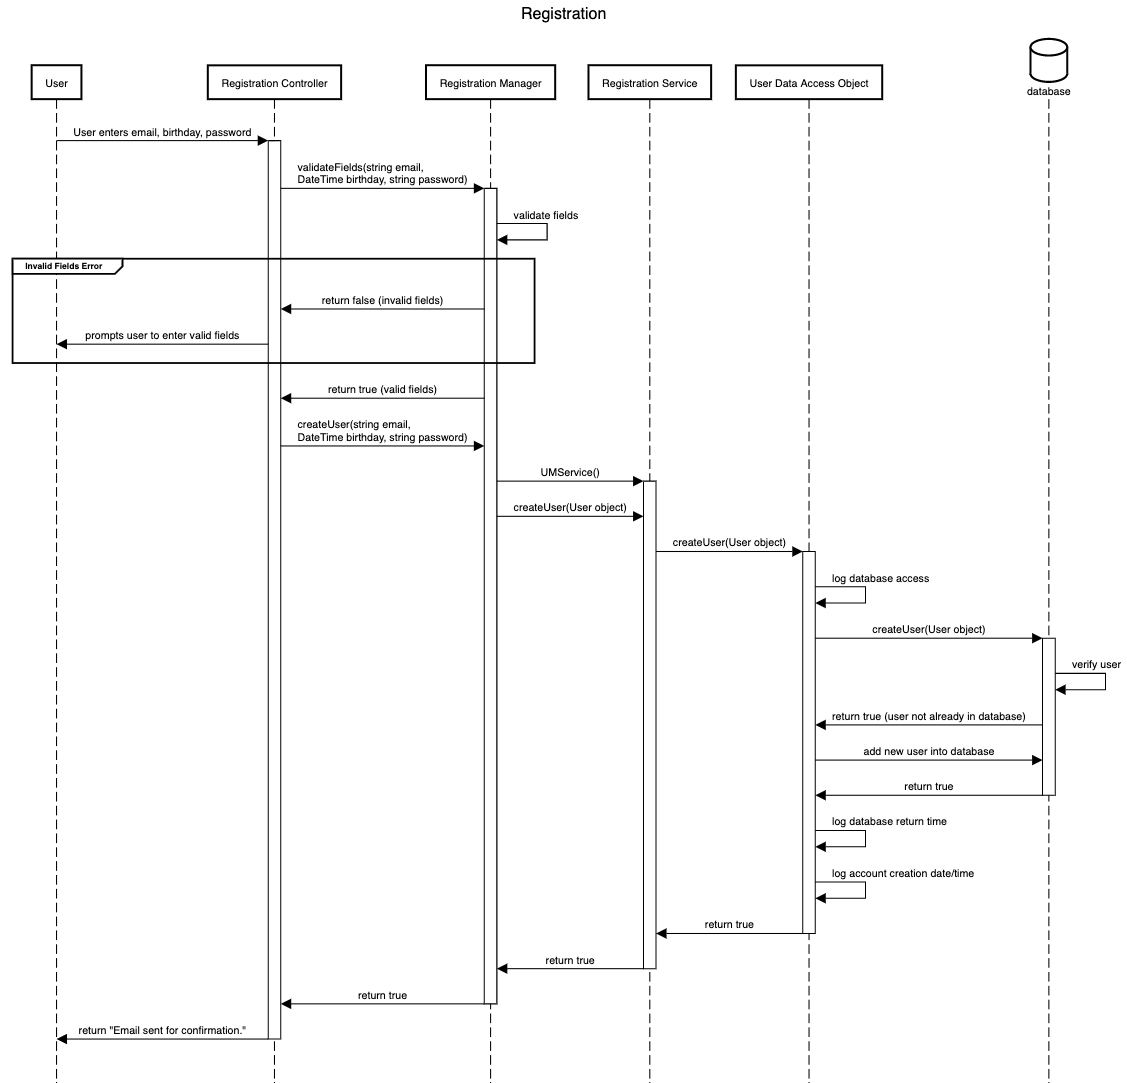 Registration
User
Registration Controller
Registration Manager
Registration Service
User Data Access Object
database
User enters email, birthday, password
validateFields(string email,
DateTime birthday, string password)
validate fields
Invalid Fields Error
return false (invalid fields)
prompts user to enter valid fields
return true (valid fields)
createUser(string email,
DateTime birthday, string password)
UMService()
createUser(User object)
createUser(User object)
log database access
createUser(User object)
verify user
return true (user not already in database)
add new user into database
return true
log database return time
log account creation date/time
return true
return true
return true
return "Email sent for confirmation."